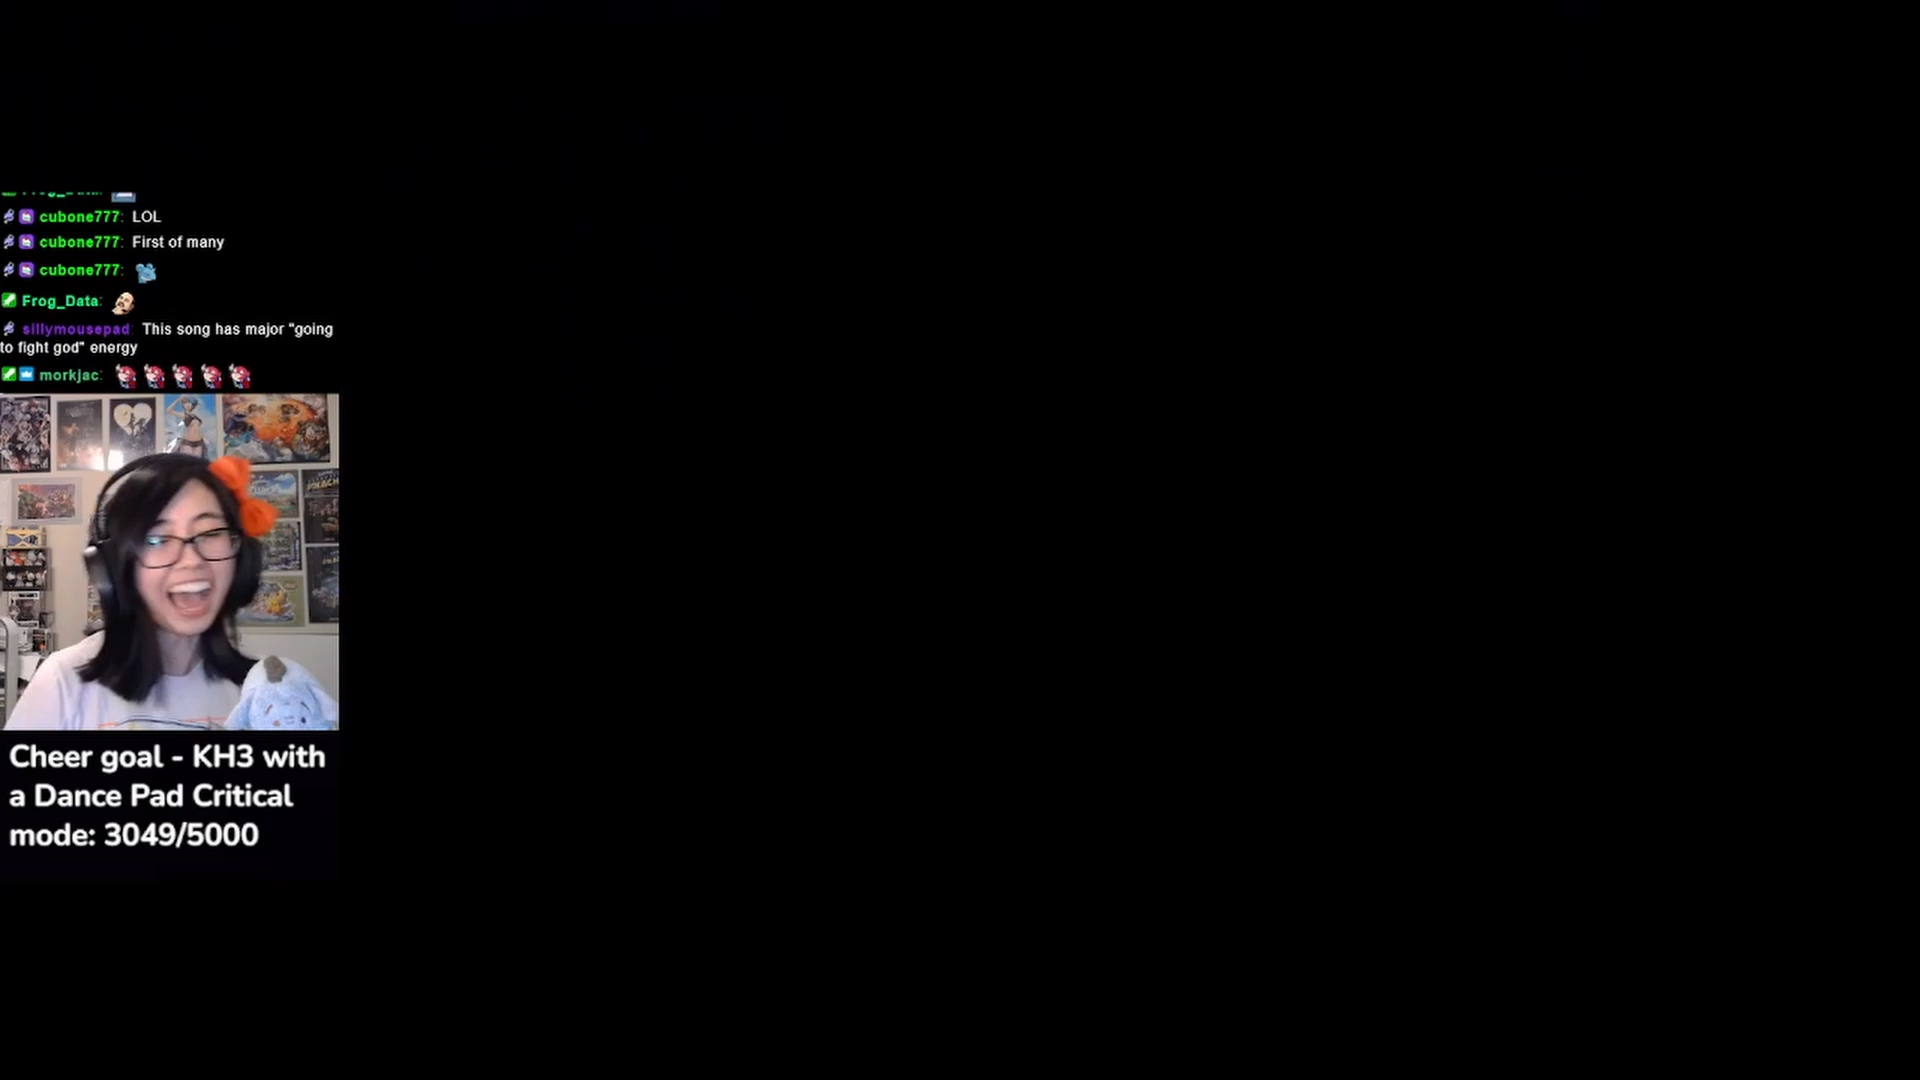 Frog_Data:
cubone777: LOL
cubone777: First of many
cubone777:
Frog_Data:
sillymousepad: This song has major "going
to fight god" energy
morkjac:
Cheer goal - KH3 with
a Dance Pad Critical
mode: 3049/5000